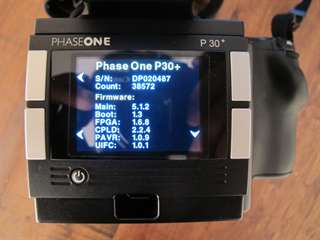 PHASEONE P 30+
Phase One P30+
S/N: DP020487
Count: 38572
Firmware:
Main: 5.1.2
Boot: 1.3
FPGA: 1.6.8
CPLD: 2.2.4
PAVR: 1.0.9
UIFC: 1.0.1